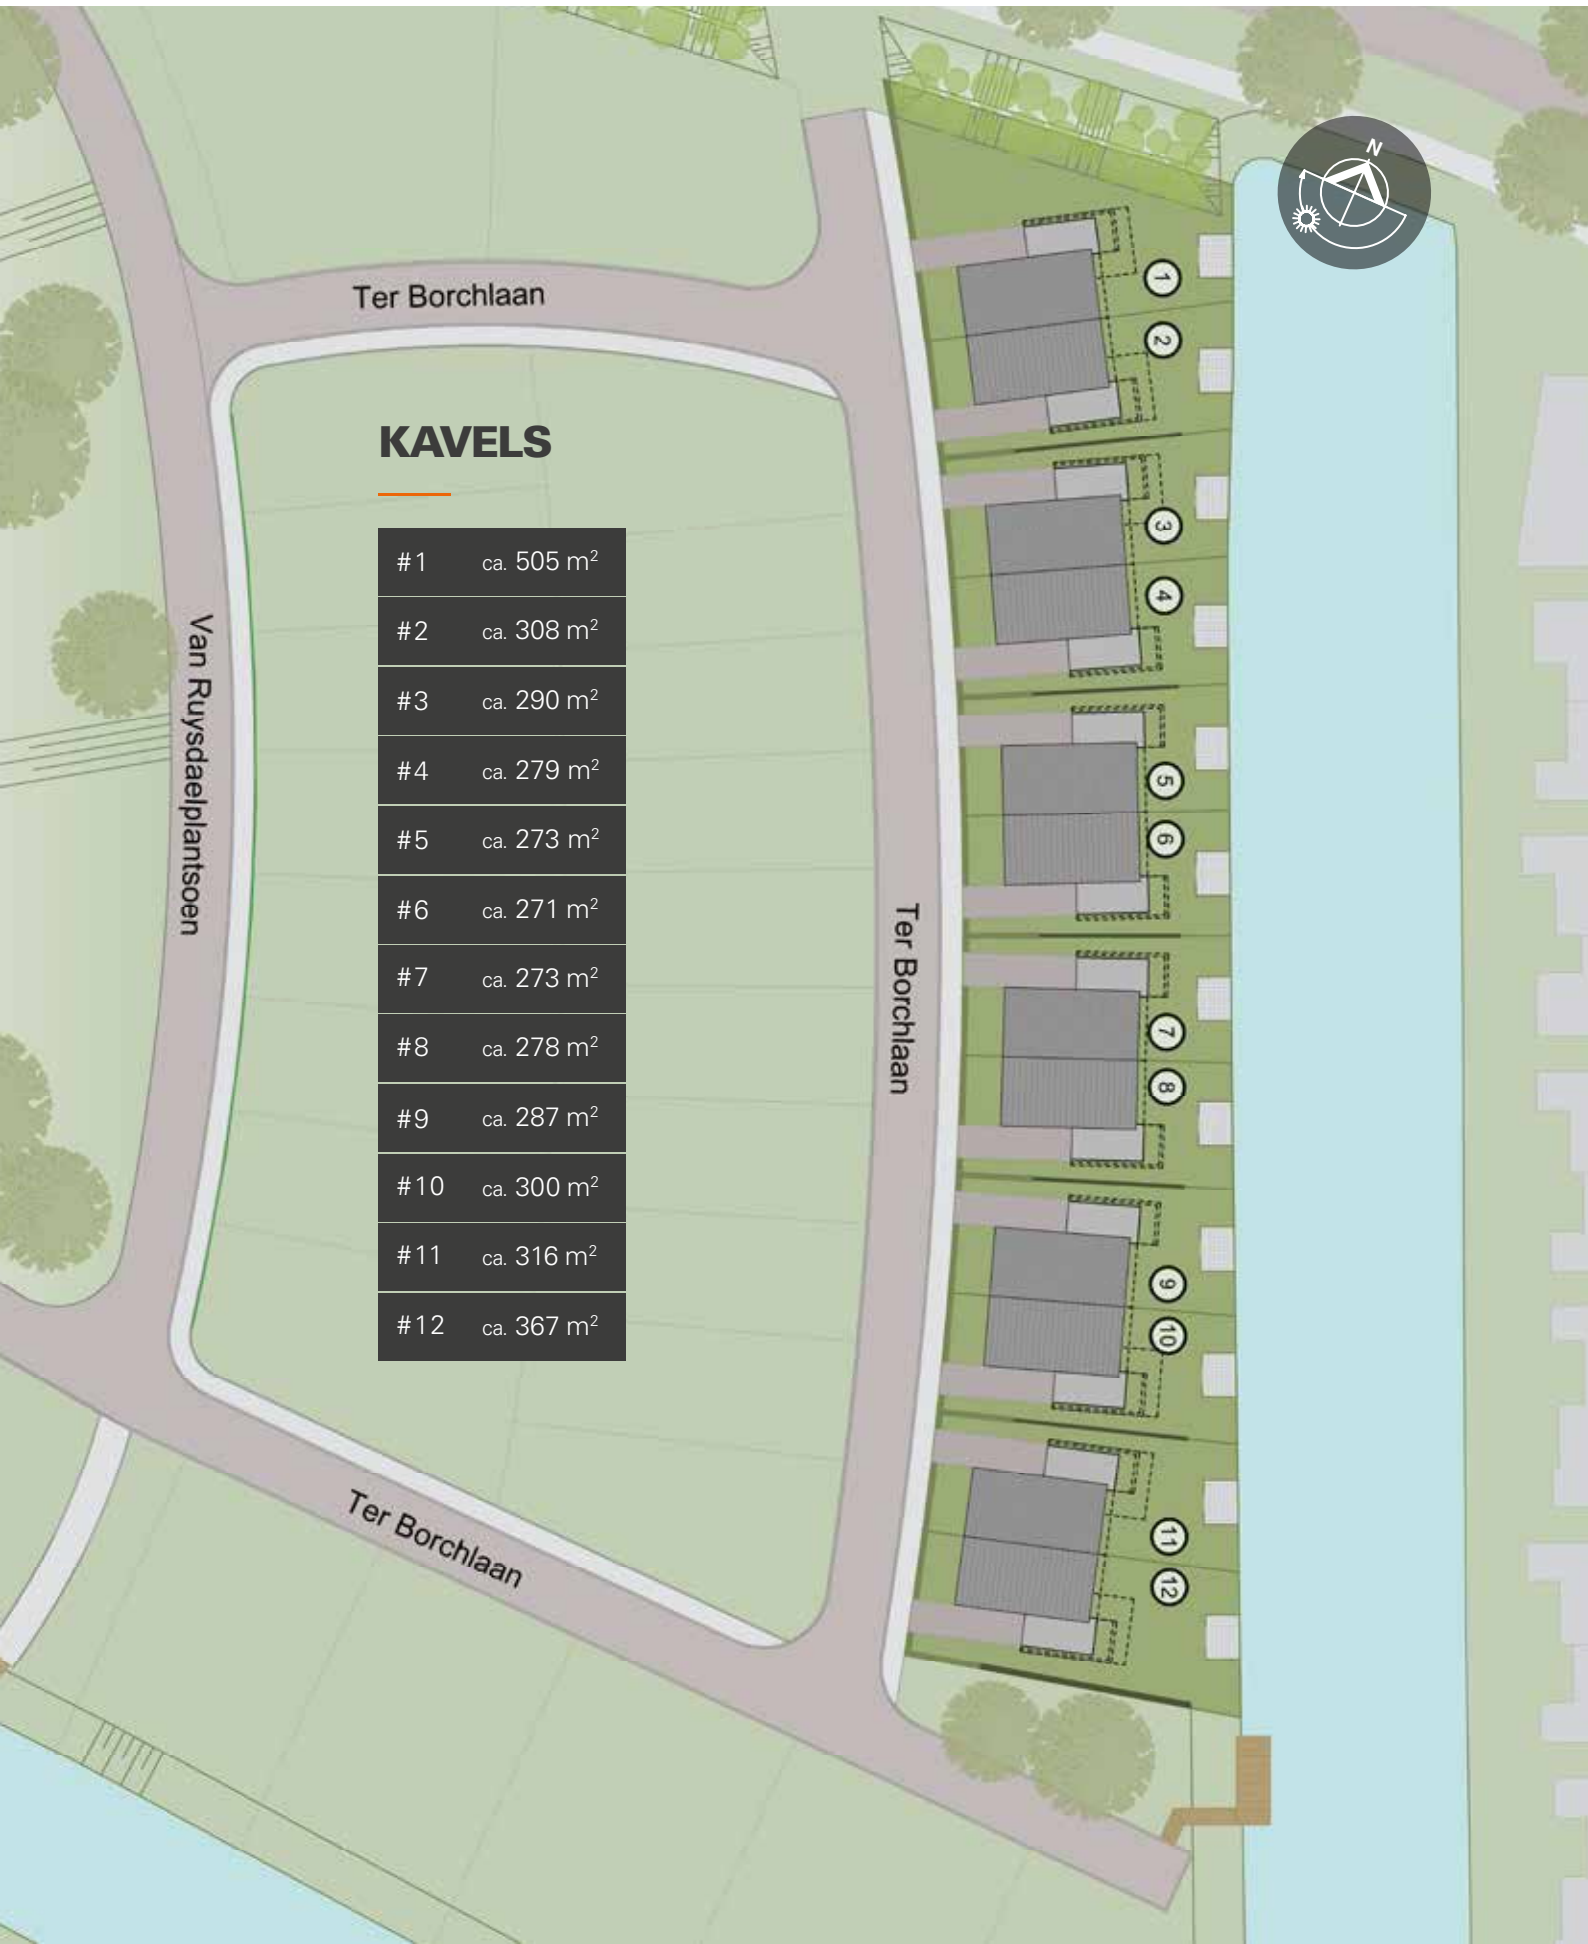 N
Ter Borchlaan
1
2
KAVELS
#1 ca. 505 m²
#2 ca. 308 m²
#3 ca. 290 m²
#4 ca. 279 m²
#5 ca. 273 m²
#6 ca. 271 m²
#7 ca. 273 m²
#8 ca. 278 m²
#9 ca. 287 m²
#10 ca. 300 m²
#11 ca. 316 m²
#12 ca. 367 m²
Van Ruysdaelplantsoen
Ter Borchlaan
3
4
5
6
7
8
9
10
11
12
Ter Borchlaan